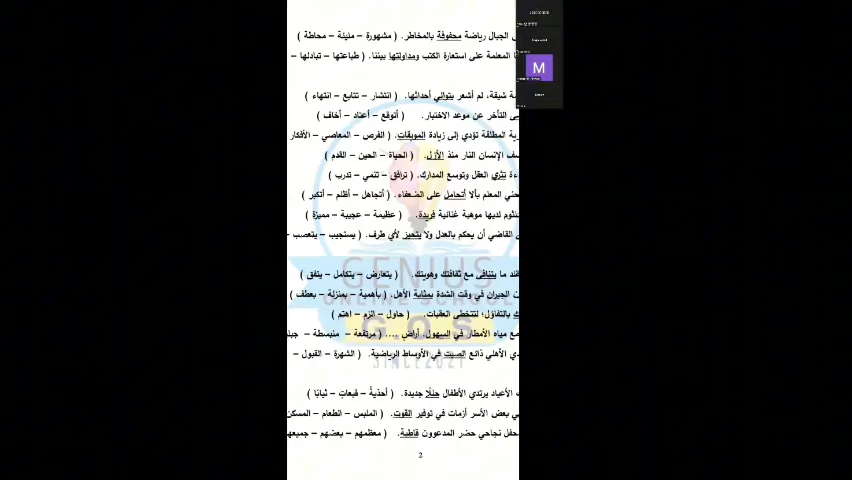 الجبال رياضة محفوفة بالمخاطر. ( مشهورة – مليئة – محاطة )
المعلمة على استعارة الكتب ومداولتها بيننا. ( طباعتها – تبادلها –
شيقة، لم أشعر بتوالي أحداثها. ( انتشار – تتابع – انتهاء )
التأخر عن موعد الاختبار. ( أتوقع – أعتاد – أخاف )
المطلقة تؤدي إلى زيادة الموبقات. ( الفرص – المعاصي – الأفكار
الإنسان النار منذ الأزل. ( الحياة – الحين – القدم )
تثري العقل وتوسع المدارك. ( ترافق – تنمي – تدرب )
المعلم بألا أتحامل على الضعفاء. ( أتجاهل – أظلم – أتكبر )
لديها موهبة غنائية فريدة. ( عظيمة – عجيبة – مميزة )
القاضي أن يحكم بالعدل ولا يتحيز لأي طرف. ( يستجيب – يتعصب –
ما يتنافى مع ثقافتك وهويتك. ( يتعارض – يتكامل – يتفق )
الجيران في وقت الشدة بمثابة الأهل. ( بأهمية – بمنزلة – بعطف )
بالتفاؤل؛ لتتخطى العقبات. ( حاول – الزم – اهتم )
مياه الأمطار في السهول. أراضٍ .... ( مرتفعة – منبسطة –
الأهلي ذائع الصيت في الأوساط الرياضية. ( الشهرة – القبول –
الأعياد يرتدي الأطفال حللًا جديدة. ( أحذيةً – قبعاتٍ – ثيابًا )
بعض الأسر أزمات في توفير القوت. ( الملبس – الطعام – المسكن
حفل نجاحي حضر المدعوون قاطبة. ( معظمهم – بعضهم – جميعهم
2
GENIUS
ONLINE SCHOOL
G.O.S
SINCE 2021
M